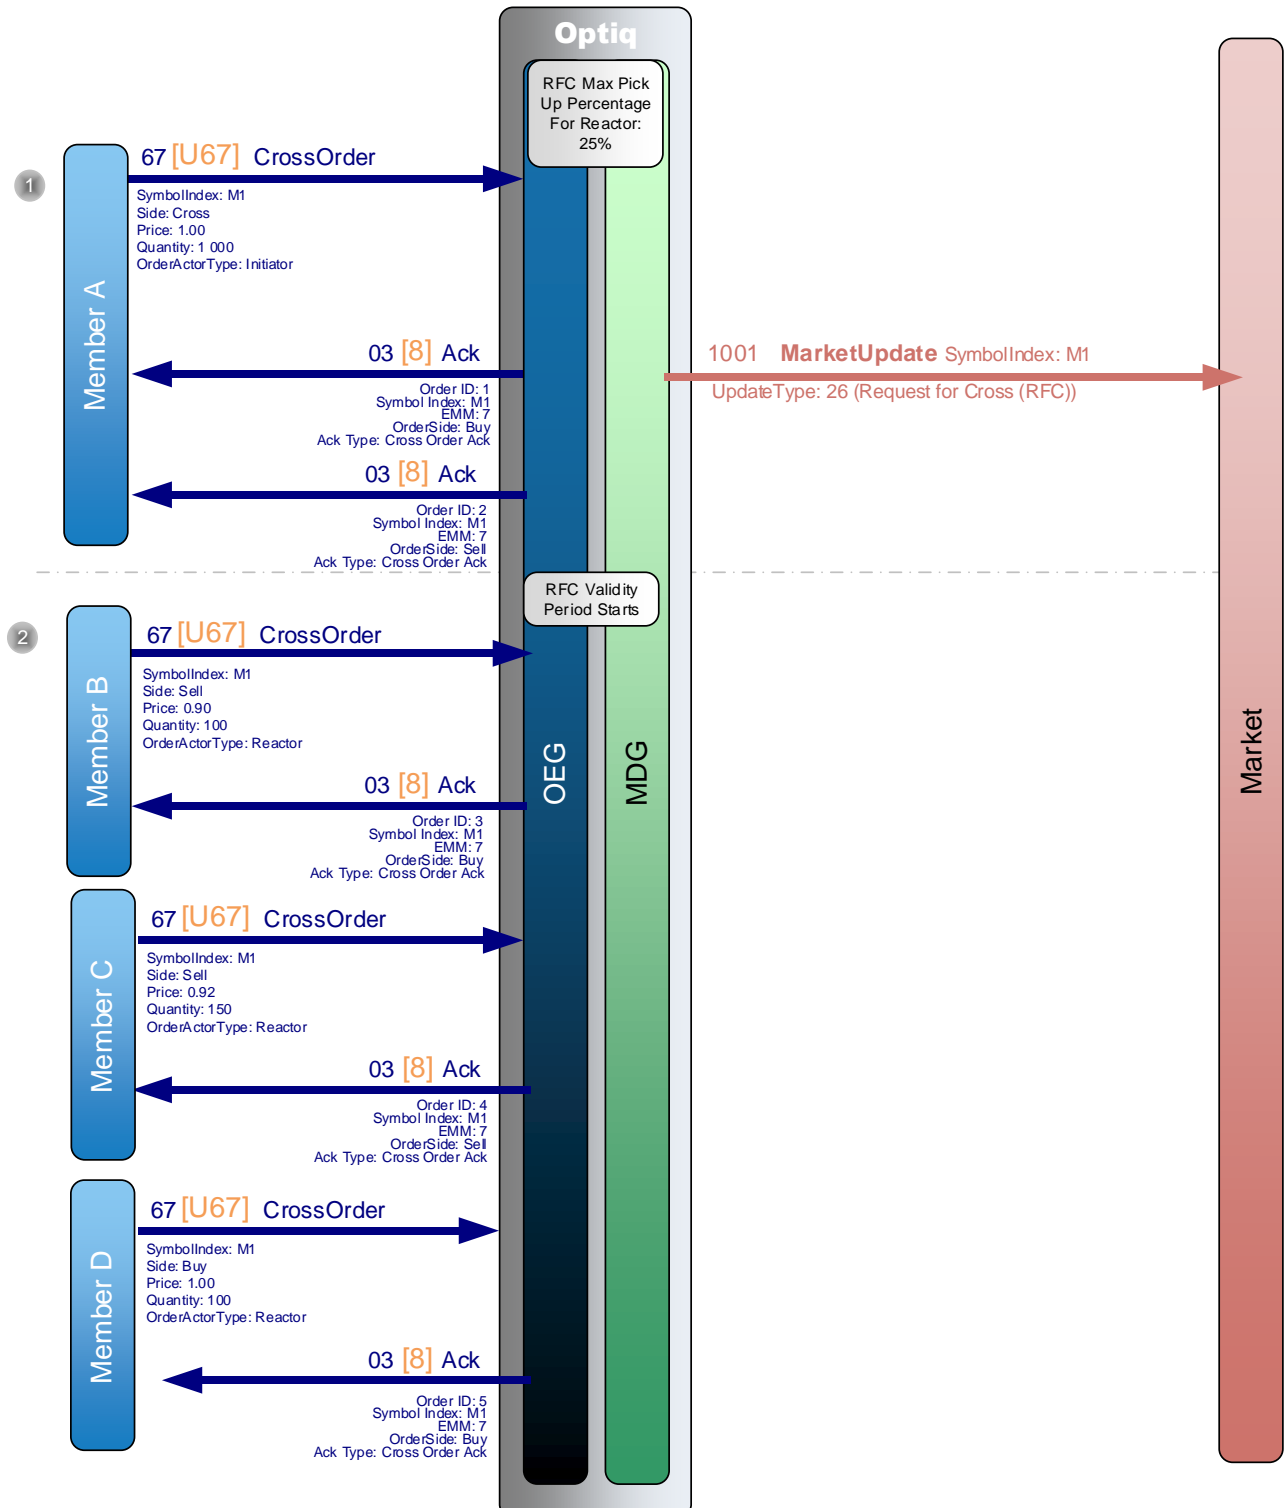 Optiq
RFC Max Pick
Up Percentage
For Reactor:
25%
1
Member A
67 [U67] CrossOrder
SymbolIndex: M1
Side: Cross
Price: 1.00
Quantity: 1 000
OrderActorType: Initiator
03 [8] Ack
Order ID: 1
Symbol Index: M1
EMM: 7
OrderSide: Buy
Ack Type: Cross Order Ack
1001 MarketUpdate SymbolIndex: M1
UpdateType: 26 (Request for Cross (RFC))
03 [8] Ack
Order ID: 2
Symbol Index: M1
EMM: 7
OrderSide: Sell
Ack Type: Cross Order Ack
RFC Validity
Period Starts
2
Member B
67 [U67] CrossOrder
SymbolIndex: M1
Side: Sell
Price: 0.90
Quantity: 100
OrderActorType: Reactor
03 [8] Ack
Order ID: 3
Symbol Index: M1
EMM: 7
OrderSide: Buy
Ack Type: Cross Order Ack
OEG
MDG
Market
Member C
67 [U67] CrossOrder
SymbolIndex: M1
Side: Sell
Price: 0.92
Quantity: 150
OrderActorType: Reactor
03 [8] Ack
Order ID: 4
Symbol Index: M1
EMM: 7
OrderSide: Sell
Ack Type: Cross Order Ack
Member D
67 [U67] CrossOrder
SymbolIndex: M1
Side: Buy
Price: 1.00
Quantity: 100
OrderActorType: Reactor
03 [8] Ack
Order ID: 5
Symbol Index: M1
EMM: 7
OrderSide: Buy
Ack Type: Cross Order Ack